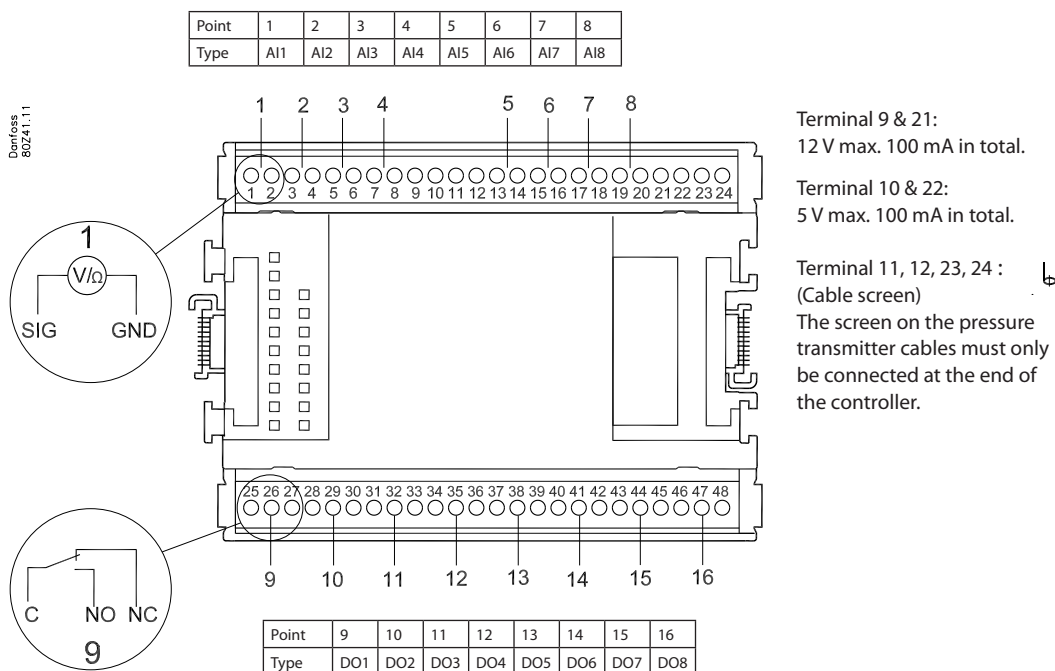 Point 1 2 3 4 5 6 7 8
Type AI1 AI2 AI3 AI4 AI5 AI6 AI7 AI8
Danfoss
80Z41.11
1 2 3 4 5 6 7 8
1 2 3 4 5 6 7 8 9 10 11 12 13 14 15 16 17 18 19 20 21 22 23 24
1
V/Ω
SIG GND
Terminal 9 & 21:
12 V max. 100 mA in total.
Terminal 10 & 22:
5 V max. 100 mA in total.
Terminal 11, 12, 23, 24 :
(Cable screen)
The screen on the pressure
transmitter cables must only
be connected at the end of
the controller.
25 26 27 28 29 30 31 32 33 34 35 36 37 38 39 40 41 42 43 44 45 46 47 48
9 10 11 12 13 14 15 16
C NO NC
9
Point 9 10 11 12 13 14 15 16
Type DO1 DO2 DO3 DO4 DO5 DO6 DO7 DO8